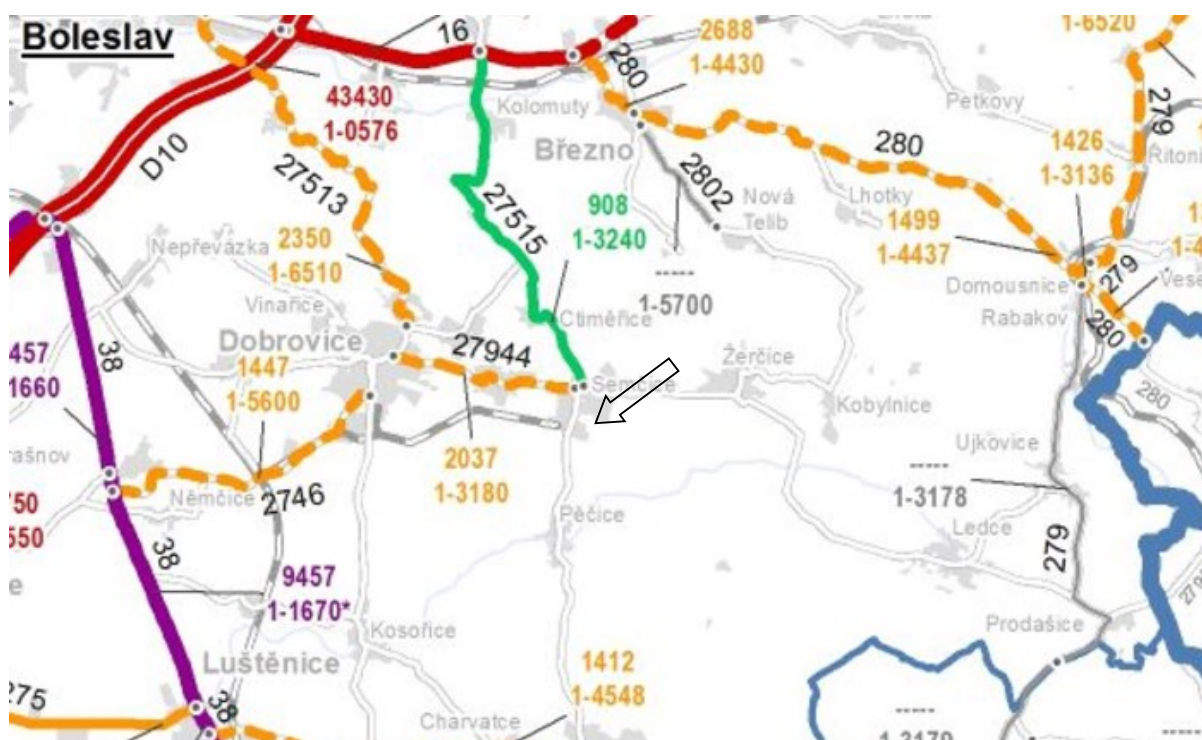 Boleslav
16
2688
1-4430
1-6520
280
43430
1-0576
Kolomuty
Petkovy
279
D10
Březno
280
1426
1-3136
27513
2802
27515
908
1-3240
Nová
Telib
Lhotky
1499
1-4437
Nepřevázka
2350
1-6510
-----
1-5700
Domousnice
279
Vinařice
Ctiměřice
Rabakov
280
Dobrovice
27944
457
38
1660
1447
1-5600
Semčice
Žerčice
Kobylnice
280
Ujkovice
2037
1-3180
-----
1-3178
Němčice
2746
Pěčice
Ledce
279
38
9457
1-1670*
Kosořice
Prodašice
Luštěnice
1412
1-4548
275
38
Charvatce
-----
1-3179
-----